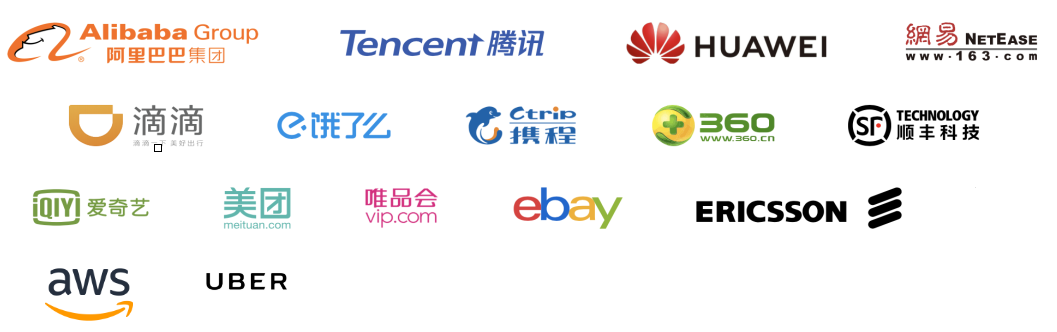 Alibaba Group
阿里巴巴集团
Tencent 腾讯
HUAWEI
網易 NETEASE
www.163.com
滴滴
滴滴一下 美好出行
e饿了么
Ctrip
携程
360
www.360.cn
SF TECHNOLOGY
顺丰科技
iQIYI 爱奇艺
美团
meituan.com
唯品会
vip.com
ebay
ERICSSON
aws
UBER